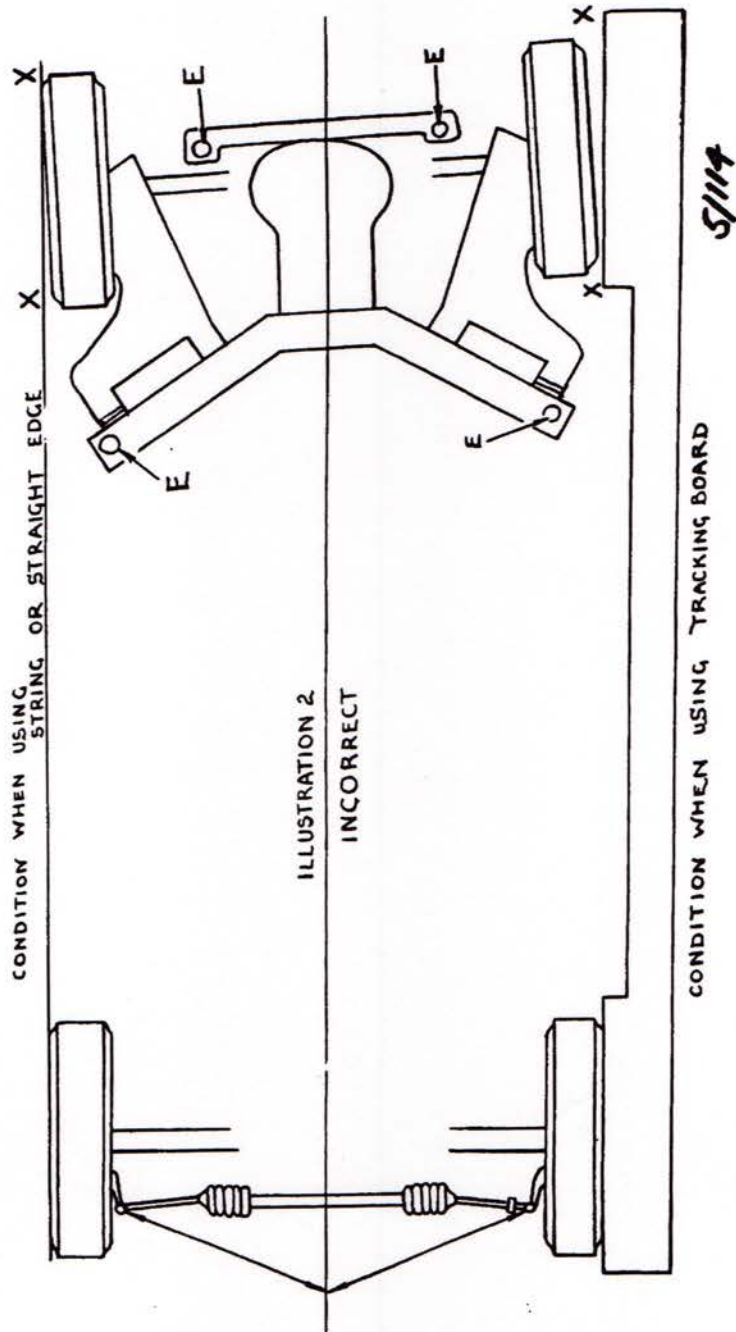 CONDITION WHEN USING
STRING OR STRAIGHT EDGE
X
X
E
E
ILLUSTRATION 2
INCORRECT
E
E
X
X
CONDITION WHEN USING TRACKING BOARD
5/114